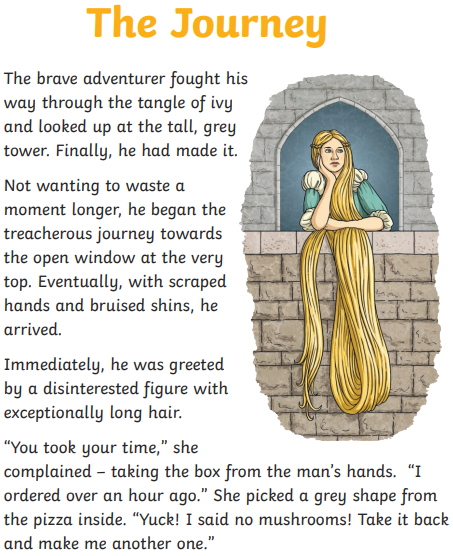 The Journey
The brave adventurer fought his
way through the tangle of ivy
and looked up at the tall, grey
tower. Finally, he had made it.
Not wanting to waste a
moment longer, he began the
treacherous journey towards
the open window at the very
top. Eventually, with scraped
hands and bruised shins, he
arrived.
Immediately, he was greeted
by a disinterested figure with
exceptionally long hair.
“You took your time,” she
complained – taking the box from the man’s hands.  “I
ordered over an hour ago.” She picked a grey shape from
the pizza inside. “Yuck! I said no mushrooms! Take it back
and make me another one.”